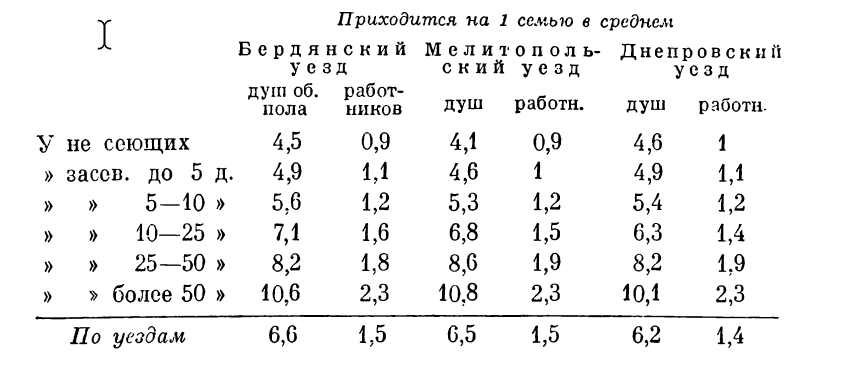 Приходится на 1 семью в среднем
Бердянский Мелитополь- Днепровский
уезд ский уезд уезд
душ об. работ-
пола ников душ работн. душ работн.
У не сеющих 4,5 0,9 4,1 0,9 4,6 1
» засев. до 5 д. 4,9 1,1 4,6 1 4,9 1,1
» » 5—10 » 5,6 1,2 5,3 1,2 5,4 1,2
» » 10—25 » 7,1 1,6 6,8 1,5 6,3 1,4
» » 25—50 » 8,2 1,8 8,6 1,9 8,2 1,9
» » более 50 » 10,6 2,3 10,8 2,3 10,1 2,3
По уездам 6,6 1,5 6,5 1,5 6,2 1,4